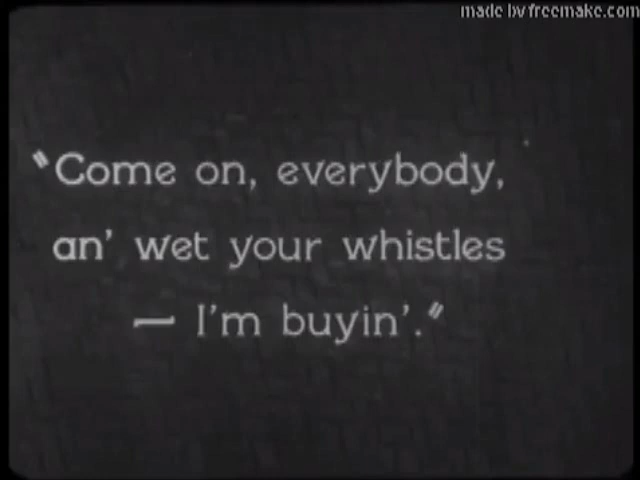 made by freemake.com
"Come on, everybody,
an' wet your whistles
— I'm buyin'."